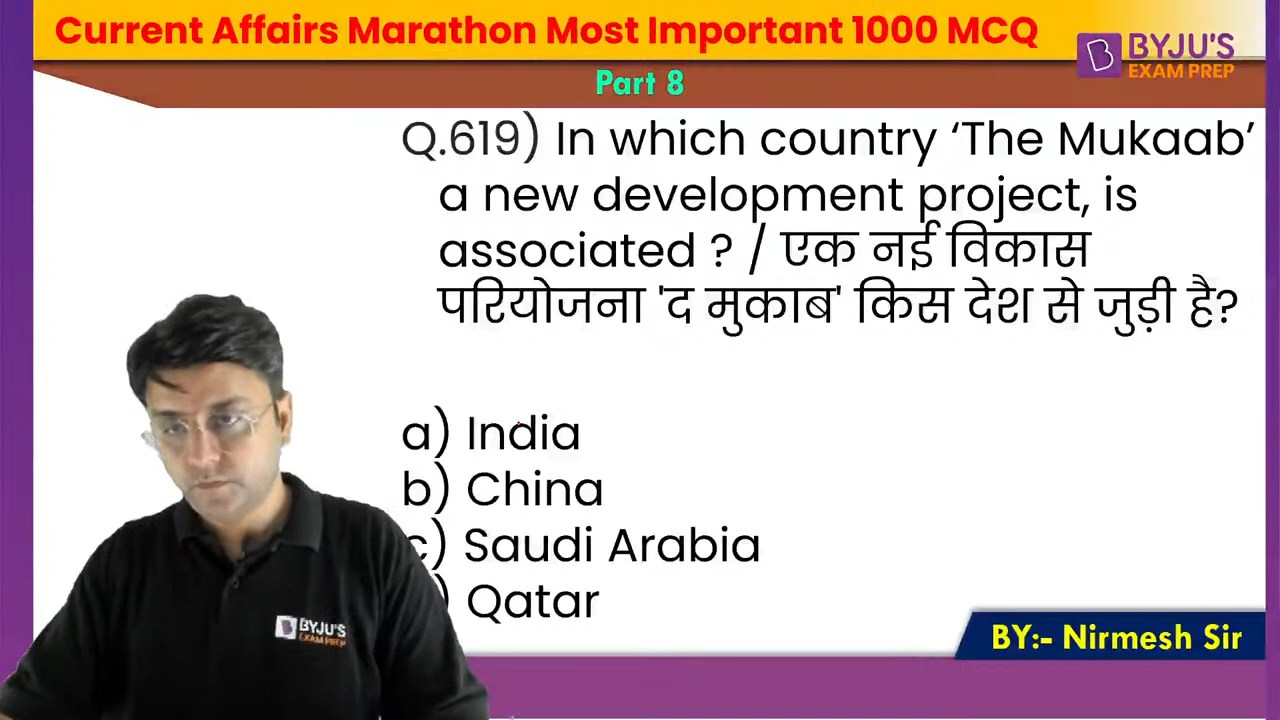 Current Affairs Marathon Most Important 1000 MCQ
BYJU'S
EXAM PREP
Part 8
Q.619) In which country ‘The Mukaab’
a new development project, is
associated ? / एक नई विकास
परियोजना 'द मुकाब' किस देश से जुड़ी है?
a) India
b) China
c) Saudi Arabia
) Qatar
BYJU'S
EXAM PREP
BY:- Nirmesh Sir